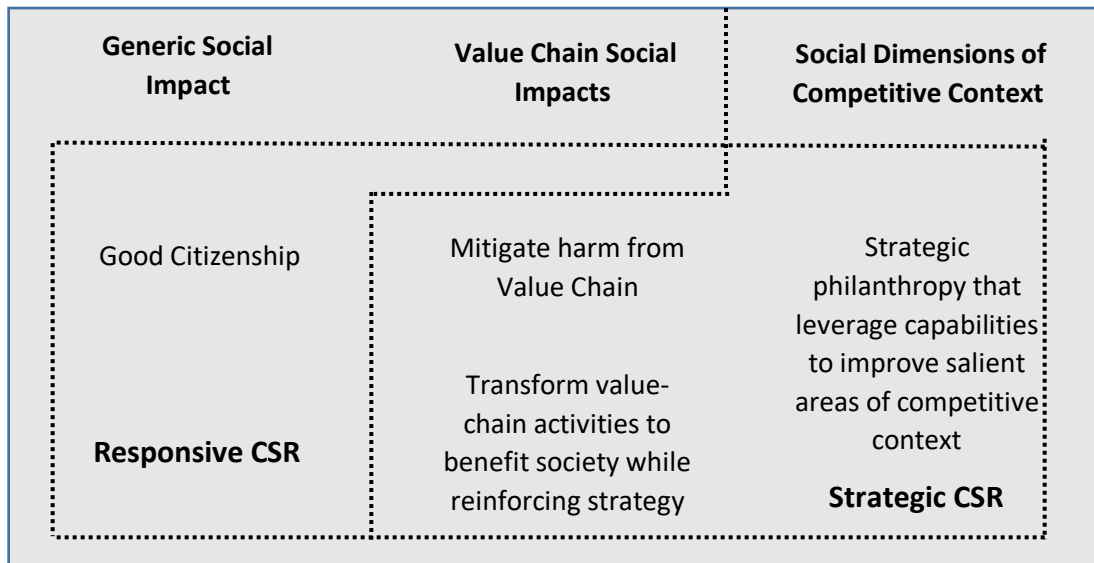 Generic Social
Impact
Value Chain Social
Impacts
Social Dimensions of
Competitive Context
Good Citizenship
Mitigate harm from
Value Chain
Strategic
philanthropy that
leverage capabilities
to improve salient
areas of competitive
context
Transform value-
chain activities to
benefit society while
reinforcing strategy
Responsive CSR
Strategic CSR